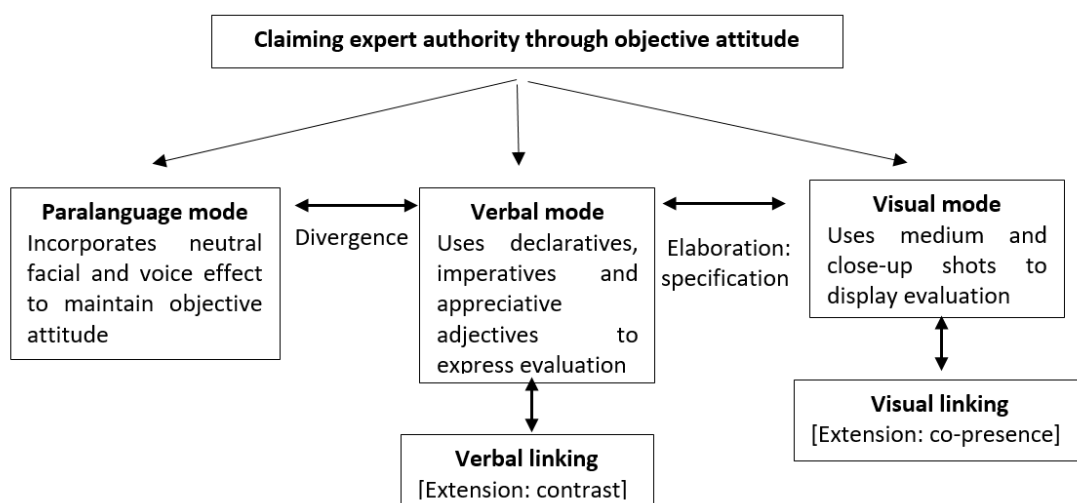 Claiming expert authority through objective attitude
Paralanguage mode
Incorporates neutral
facial and voice effect
to maintain objective
attitude
Divergence
Verbal mode
Uses declaratives,
imperatives and
appreciative
adjectives to
express evaluation
Elaboration:
specification
Visual mode
Uses medium and
close-up shots to
display evaluation
Verbal linking
[Extension: contrast]
Visual linking
[Extension: co-presence]